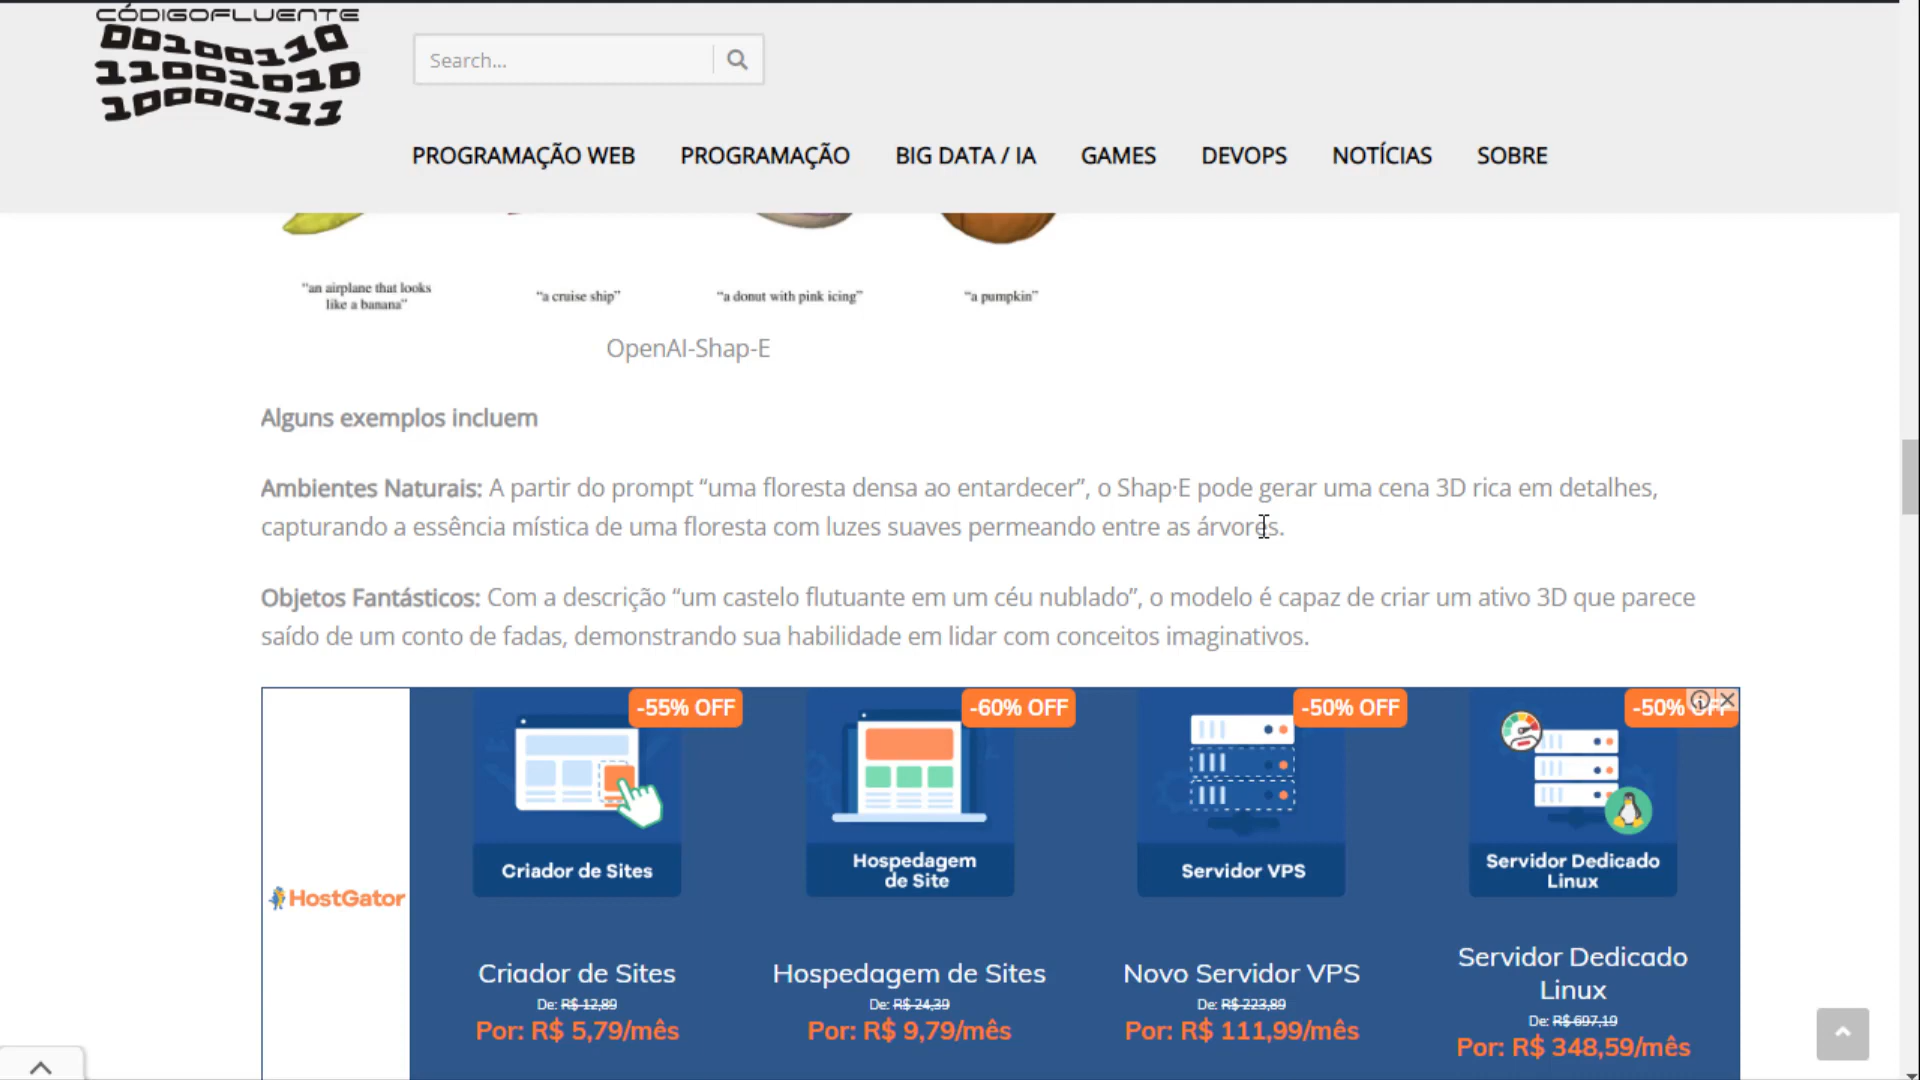 CÓDIGOFLUENTE
00100110
11001010
10000111
Search...
PROGRAMAÇÃO WEB PROGRAMAÇÃO BIG DATA / IA GAMES DEVOPS NOTÍCIAS SOBRE
“an airplane that looks
like a banana”
“a cruise ship”
“a donut with pink icing”
“a pumpkin”
OpenAI-Shap-E
Alguns exemplos incluem
Ambientes Naturais: A partir do prompt “uma floresta densa ao entardecer”, o Shap·E pode gerar uma cena 3D rica em detalhes,
capturando a essência mística de uma floresta com luzes suaves permeando entre as árvores.
Objetos Fantásticos: Com a descrição “um castelo flutuante em um céu nublado”, o modelo é capaz de criar um ativo 3D que parece
saído de um conto de fadas, demonstrando sua habilidade em lidar com conceitos imaginativos.
HostGator
-55% OFF
Criador de Sites
Criador de Sites
De: R$ 12,89
Por: R$ 5,79/mês
-60% OFF
Hospedagem
de Site
Hospedagem de Sites
De: R$ 24,39
Por: R$ 9,79/mês
-50% OFF
Servidor VPS
Novo Servidor VPS
De: R$ 223,89
Por: R$ 111,99/mês
-50% OFF
Servidor Dedicado
Linux
Servidor Dedicado
Linux
De: R$ 697,19
Por: R$ 348,59/mês